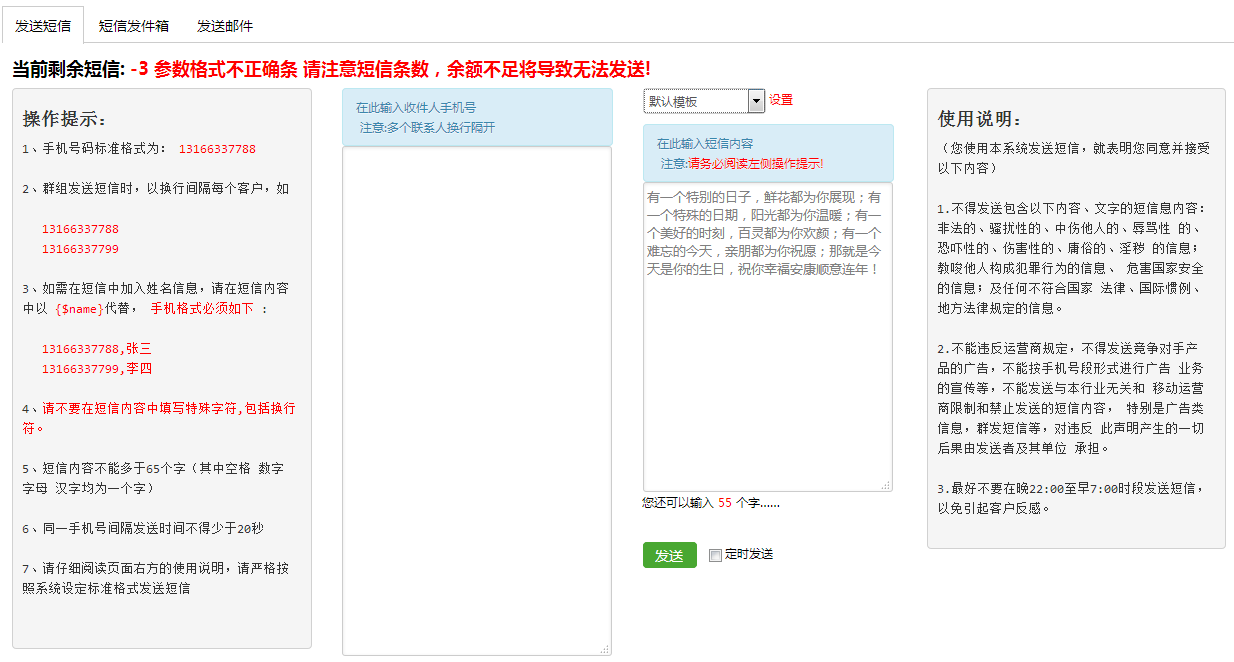 发送短信 短信发件箱 发送邮件
当前剩余短信: -3 参数格式不正确条 请注意短信条数，余额不足将导致无法发送!
操作提示：
1、手机号码标准格式为： 13166337788
2、群组发送短信时，以换行间隔每个客户，如
13166337788
13166337799
3、如需在短信中加入姓名信息，请在短信内容
中以 {$name}代替， 手机格式必须如下 ：
13166337788,张三
13166337799,李四
4、请不要在短信内容中填写特殊字符,包括换行
符。
5、短信内容不能多于65个字（其中空格 数字
字母 汉字均为一个字）
6、同一手机号间隔发送时间不得少于20秒
7、请仔细阅读页面右方的使用说明，请严格按
照系统设定标准格式发送短信
在此输入收件人手机号
注意:多个联系人换行隔开
默认模板 设置
在此输入短信内容
注意:请务必阅读左侧操作提示!
有一个特别的日子，鲜花都为你展现；有
一个特殊的日期，阳光都为你温暖；有一
个美好的时刻，百灵都为你欢颜；有一个
难忘的今天，亲朋都为你祝愿；那就是今
天是你的生日，祝你幸福安康顺意连年！
您还可以输入 55 个字......
发送 定时发送
使用说明：
（您使用本系统发送短信，就表明您同意并接受
以下内容）
1.不得发送包含以下内容、文字的短信息内容：
非法的、骚扰性的、中伤他人的、辱骂性 的、
恐吓性的、伤害性的、庸俗的、淫秽 的信息；
教唆他人构成犯罪行为的信息、 危害国家安全
的信息；及任何不符合国家 法律、国际惯例、
地方法律规定的信息。
2.不能违反运营商规定，不得发送竞争对手产
品的广告，不能按手机号段形式进行广告 业务
的宣传等，不能发送与本行业无关和 移动运营
商限制和禁止发送的短信内容， 特别是广告类
信息，群发短信等，对违反 此声明产生的一切
后果由发送者及其单位 承担。
3.最好不要在晚22:00至早7:00时段发送短信，
以免引起客户反感。